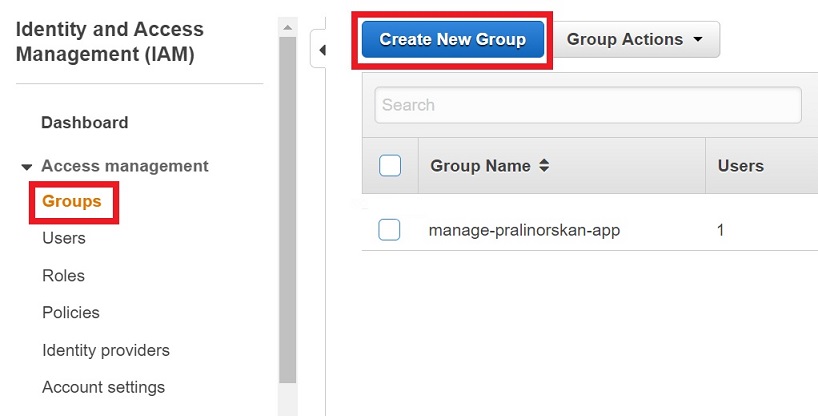 Identity and Access
Management (IAM)
Dashboard
Access management
Groups
Users
Roles
Policies
Identity providers
Account settings
Create New Group
Group Actions
Search
Group Name
Users
manage-pralinorskan-app
1